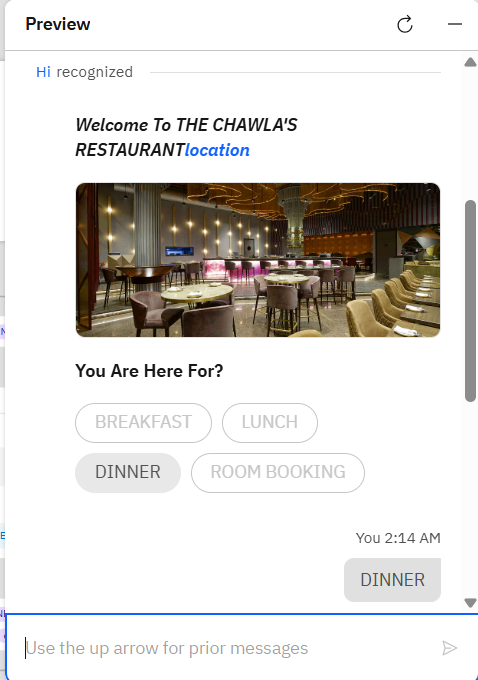 Preview
Hi recognized
Welcome To THE CHAWLA'S
RESTAURANTlocation
You Are Here For?
BREAKFAST
LUNCH
DINNER
ROOM BOOKING
You 2:14 AM
DINNER
Use the up arrow for prior messages